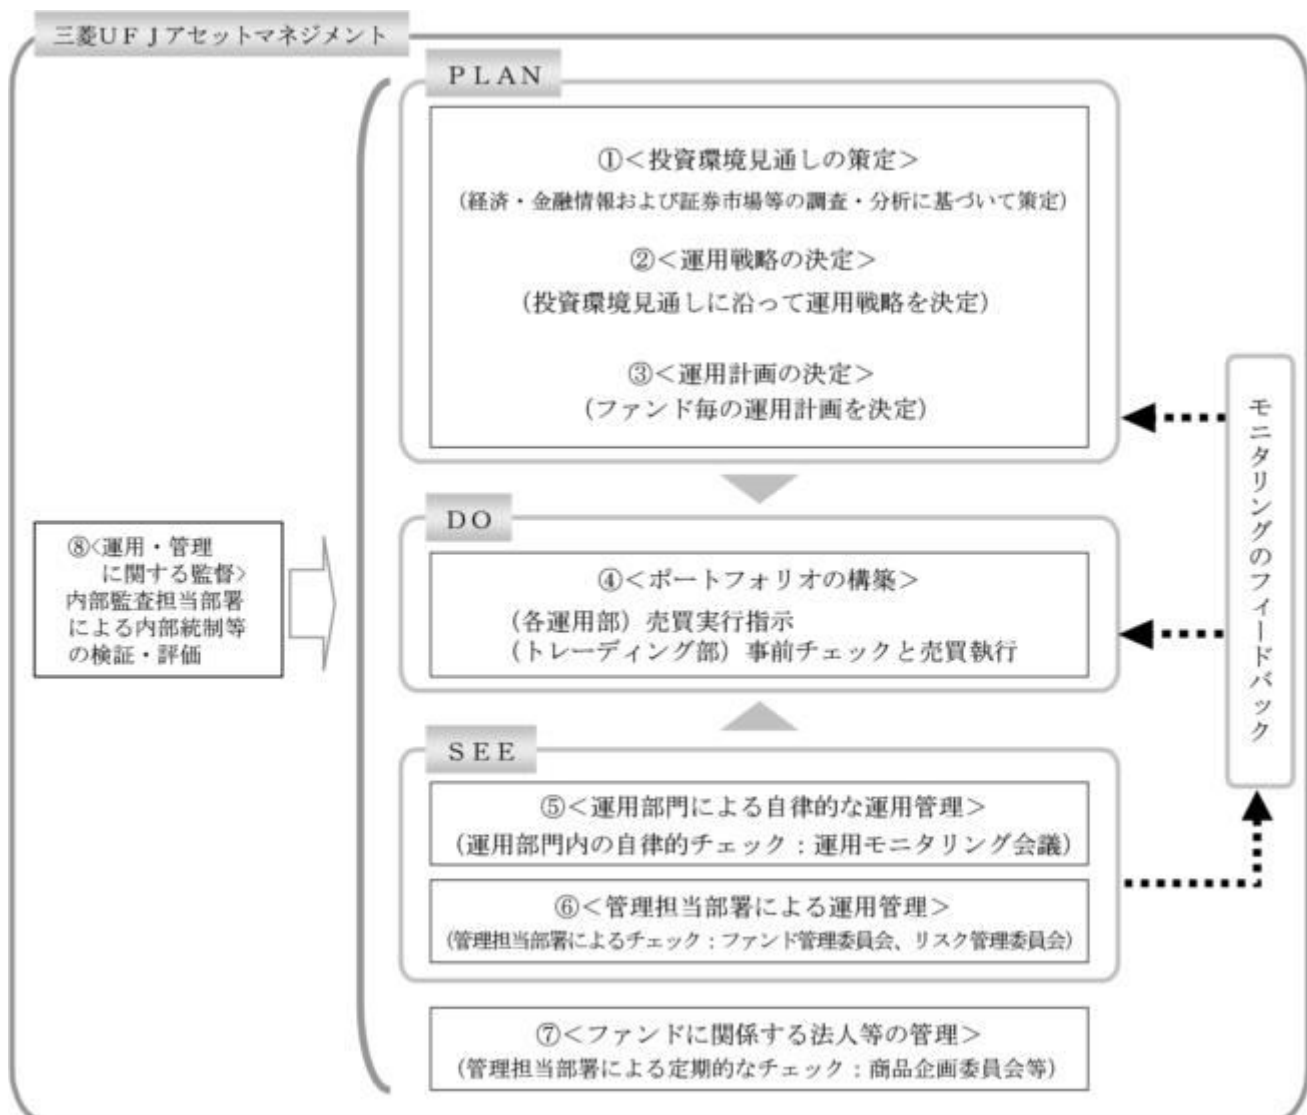 三菱UFJアセットマネジメント
PLAN
①<投資環境見通しの策定>
(経済・金融情報および証券市場等の調査・分析に基づいて策定)
②<運用戦略の決定>
(投資環境見通しに沿って運用戦略を決定)
③<運用計画の決定>
(ファンド毎の運用計画を決定)
DO
④<ポートフォリオの構築>
(各運用部)売買実行指示
(トレーディング部)事前チェックと売買執行
SEE
⑤<運用部門による自律的な運用管理>
(運用部門内の自律的チェック:運用モニタリング会議)
⑥<管理担当部署による運用管理>
(管理担当部署によるチェック:ファンド管理委員会、リスク管理委員会)
⑦<ファンドに関係する法人等の管理>
(管理担当部署による定期的なチェック:商品企画委員会等)
⑧<運用・管理
に関する監督>
内部監査担当部署
による内部統制等
の検証・評価
モニタリングのフィードバック